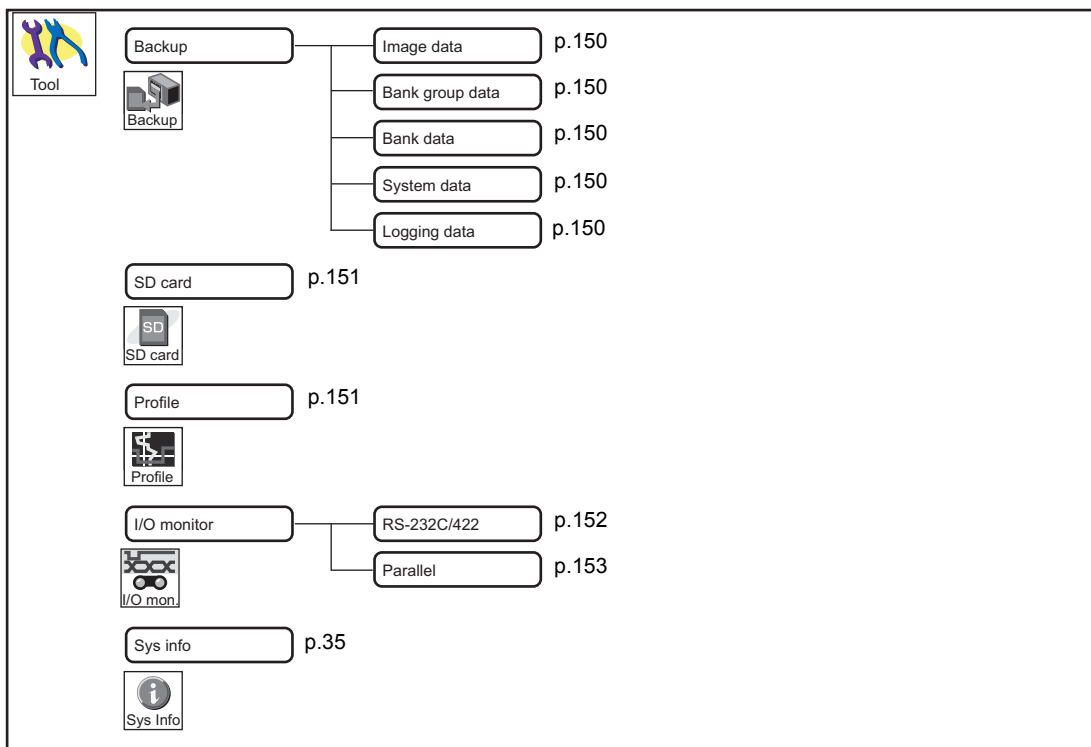 Tool
Backup
Image data p.150
Backup
Bank group data p.150
Bank data p.150
System data p.150
Logging data p.150
SD card p.151
SD
SD card
Profile p.151
Profile
I/O monitor RS-232C/422 p.152
Parallel p.153
I/O mon.
Sys info p.35
i
Sys Info